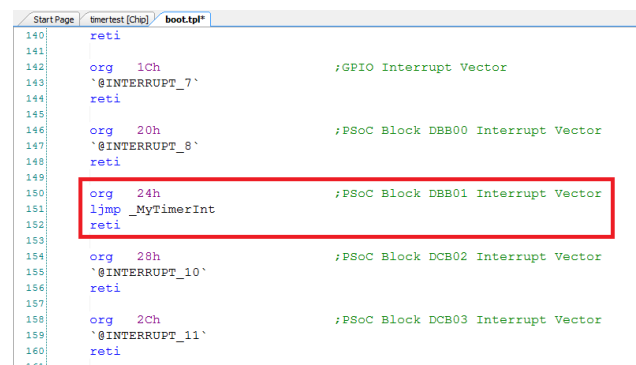 Start Page timertest [Chip] boot.tpl*
140 reti
141
142 org 1Ch ;GPIO Interrupt Vector
143 `@INTERRUPT_7`
144 reti
145
146 org 20h ;PSoC Block DBB00 Interrupt Vector
147 `@INTERRUPT_8`
148 reti
149
150 org 24h ;PSoC Block DBB01 Interrupt Vector
151 ljmp _MyTimerInt
152 reti
153
154 org 28h ;PSoC Block DCB02 Interrupt Vector
155 `@INTERRUPT_10`
156 reti
157
158 org 2Ch ;PSoC Block DCB03 Interrupt Vector
159 `@INTERRUPT_11`
160 reti